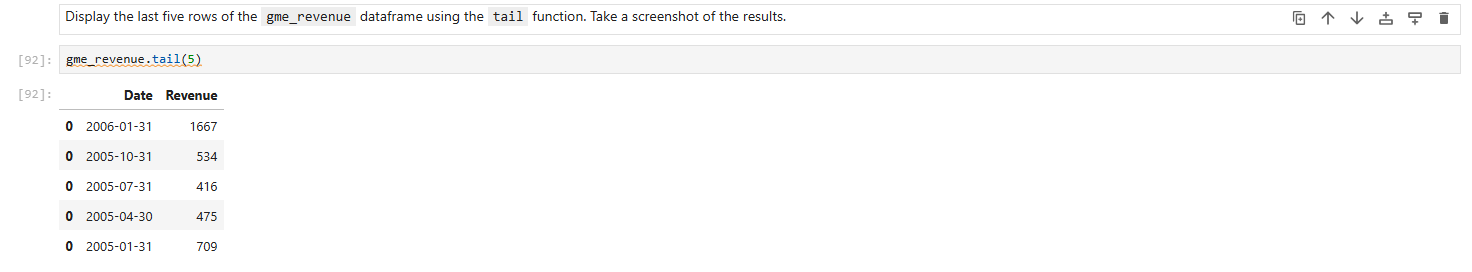 Display the last five rows of the gme_revenue dataframe using the tail function. Take a screenshot of the results.
[92]: gme_revenue.tail(5)
[92]:
Date Revenue
0 2006-01-31 1667
0 2005-10-31 534
0 2005-07-31 416
0 2005-04-30 475
0 2005-01-31 709